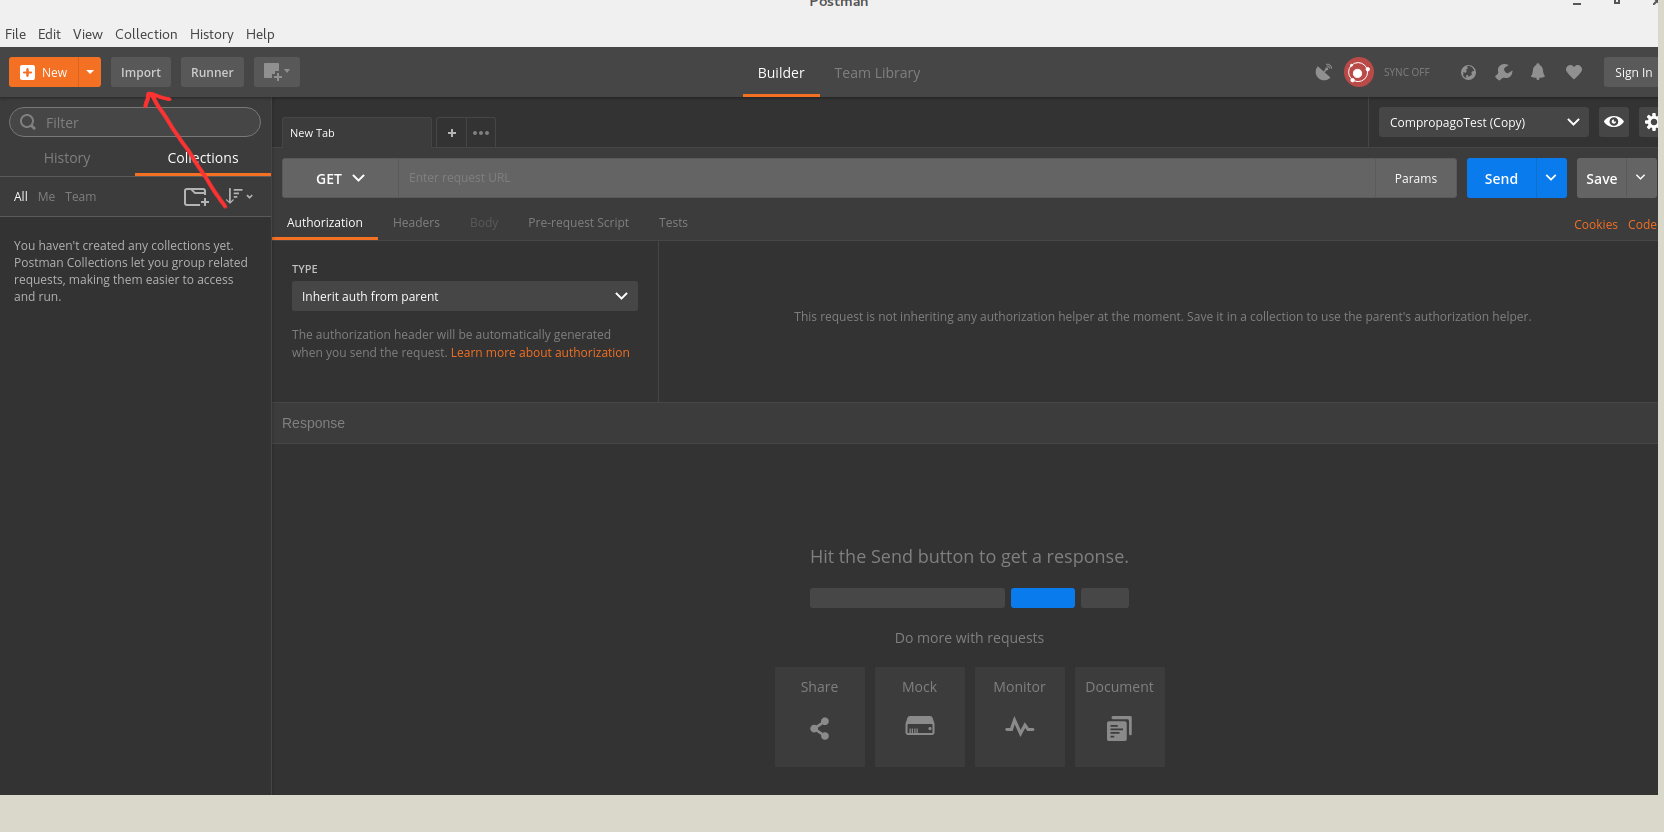 Postman
File Edit View Collection History Help
New Import Runner Builder Team Library SYNC OFF Sign In
Filter
New Tab + CompropagoTest (Copy)
History Collections
GET Enter request URL Params Send Save
All Me Team
Authorization Headers Body Pre-request Script Tests Cookies Code
You haven't created any collections yet.
Postman Collections let you group related
requests, making them easier to access
and run.
TYPE
Inherit auth from parent
The authorization header will be automatically generated
when you send the request. Learn more about authorization
This request is not inheriting any authorization helper at the moment. Save it in a collection to use the parent's authorization helper.
Response
Hit the Send button to get a response.
Do more with requests
Share Mock Monitor Document